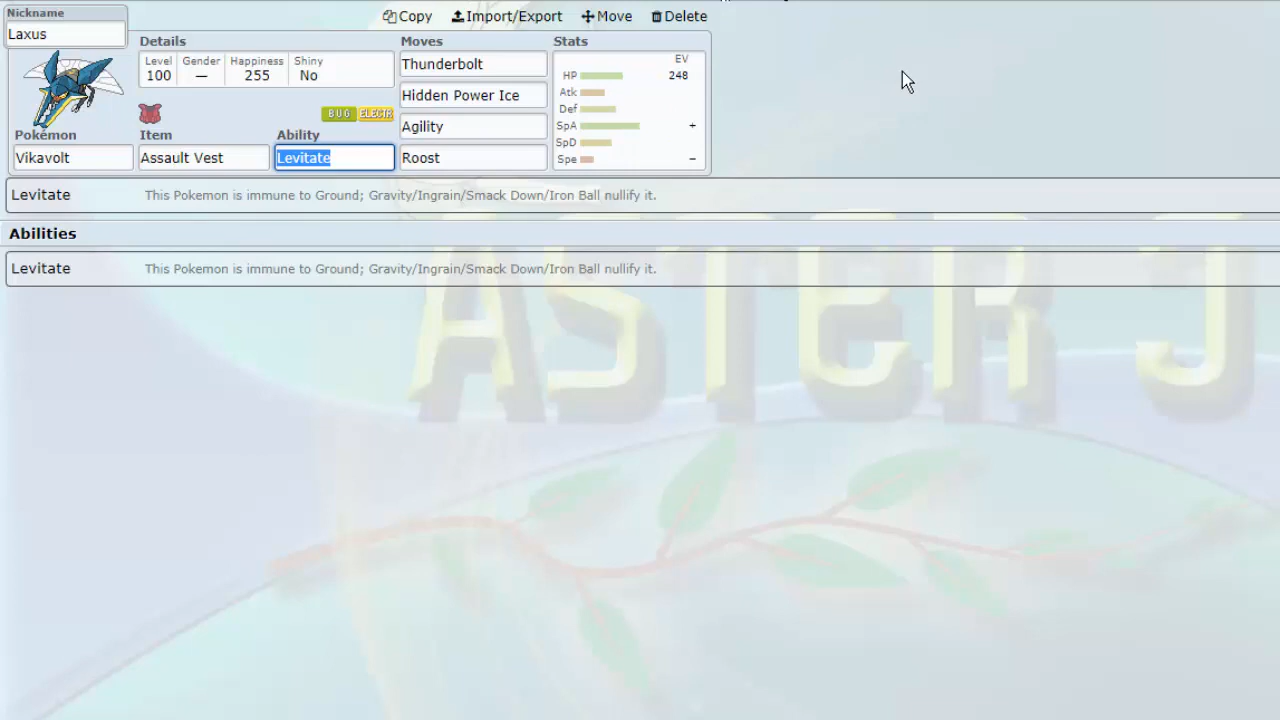 Nickname
Laxus
Copy Import/Export Move Delete
Details
Level Gender Happiness Shiny
100 — 255 No
BUG ELECTR
Pokémon Item Ability
Vikavolt Assault Vest Levitate
Moves
Thunderbolt
Hidden Power Ice
Agility
Roost
Stats
EV
HP 248
Atk
Def
SpA +
SpD
Spe −
Levitate This Pokemon is immune to Ground; Gravity/Ingrain/Smack Down/Iron Ball nullify it.
Abilities
Levitate This Pokemon is immune to Ground; Gravity/Ingrain/Smack Down/Iron Ball nullify it.
ASTER J